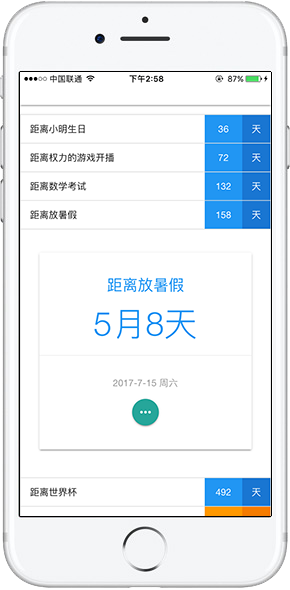 中国联通 下午2:58 87%
距离小明生日 36 天
距离权力的游戏开播 72 天
距离数学考试 132 天
距离放暑假 158 天
距离放暑假
5月8天
2017-7-15 周六
距离世界杯 492 天